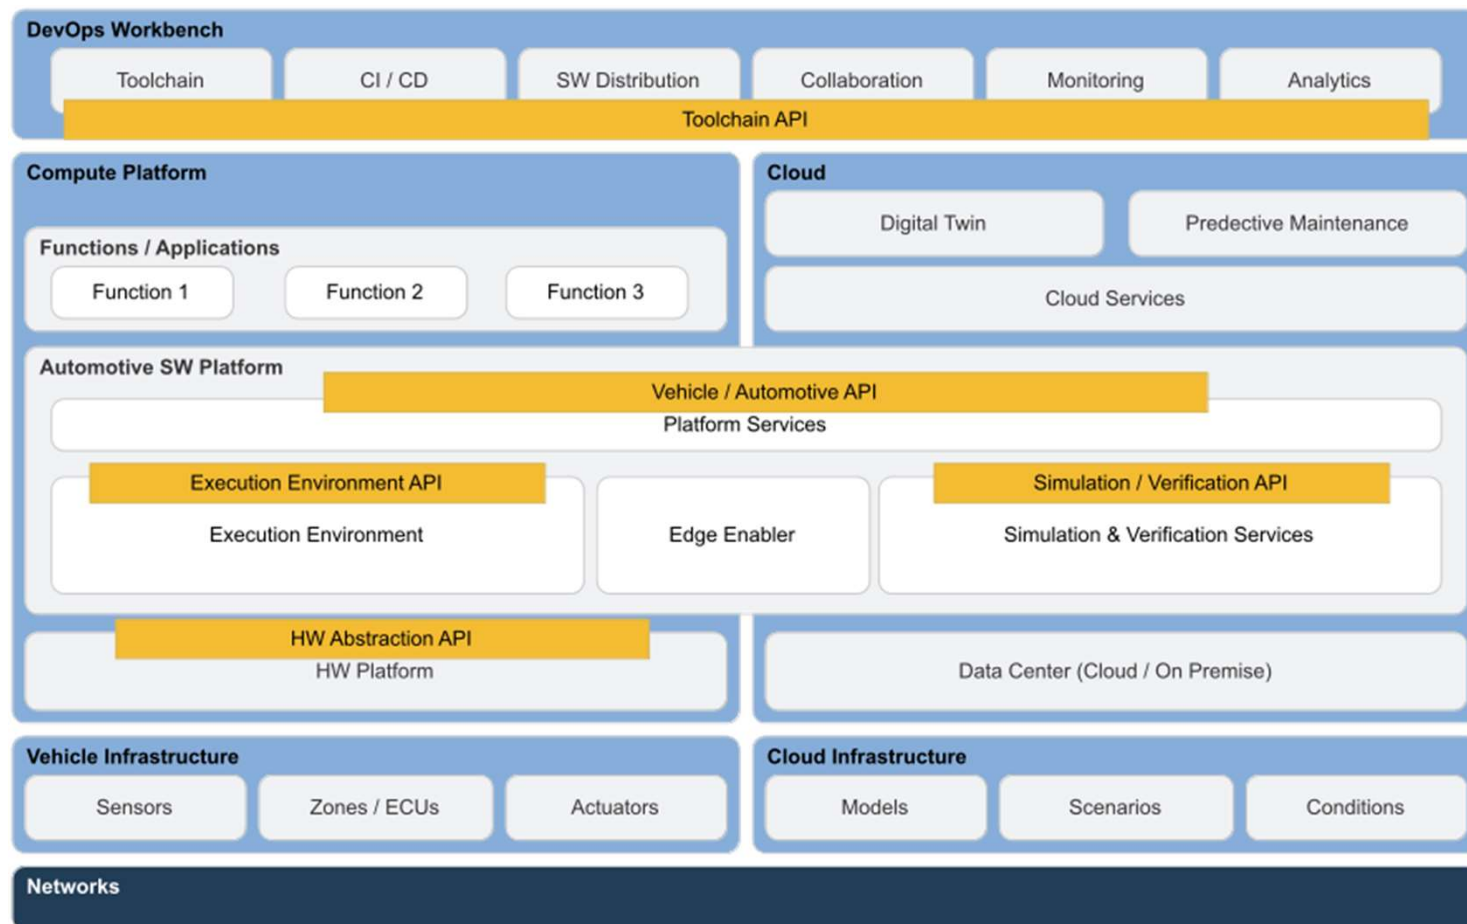 DevOps Workbench
Toolchain
CI / CD
SW Distribution
Collaboration
Monitoring
Analytics
Toolchain API
Compute Platform
Functions / Applications
Function 1
Function 2
Function 3
Cloud
Digital Twin
Predective Maintenance
Cloud Services
Automotive SW Platform
Vehicle / Automotive API
Platform Services
Execution Environment API
Execution Environment
Edge Enabler
Simulation / Verification API
Simulation & Verification Services
HW Abstraction API
HW Platform
Data Center (Cloud / On Premise)
Vehicle Infrastructure
Sensors
Zones / ECUs
Actuators
Cloud Infrastructure
Models
Scenarios
Conditions
Networks